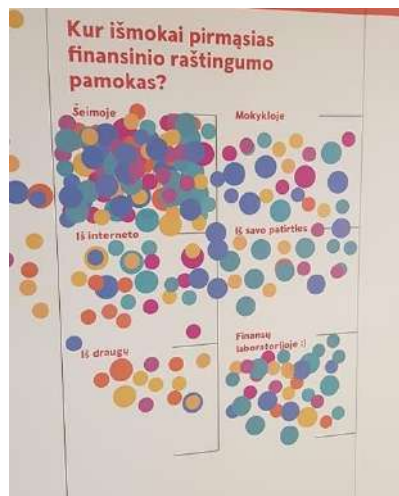 Kur išmokai pirmąsias
finansinio raštingumo
pamokas?
Šeimoje
Mokykloje
Iš interneto
Iš savo patirties
Iš draugų
Finansų
laboratorijoje :)